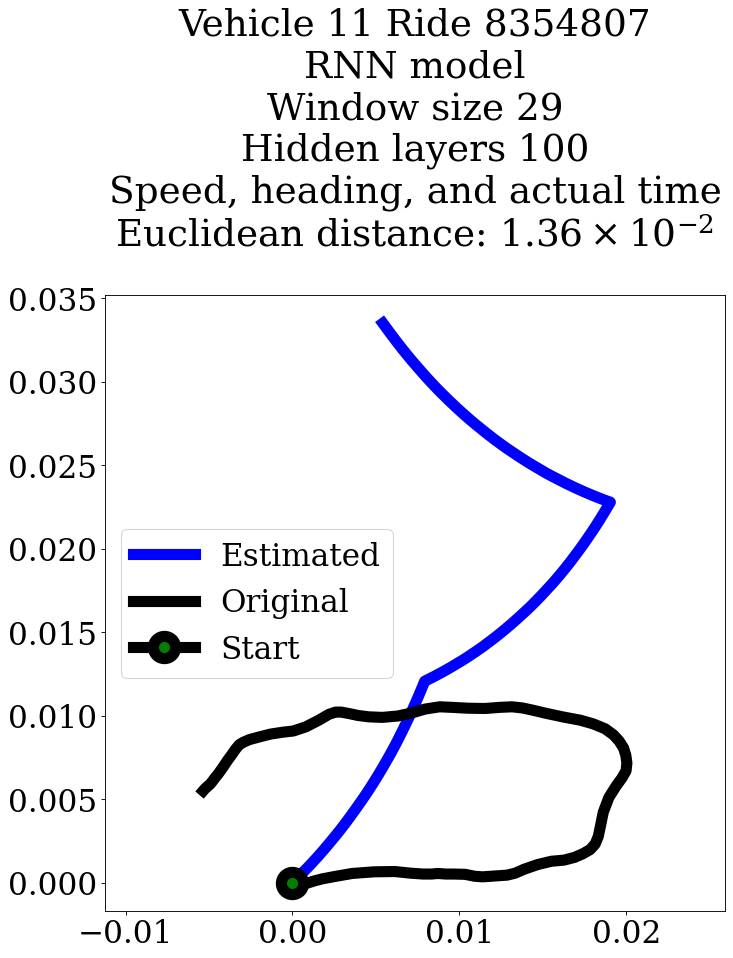 Vehicle 11 Ride 8354807
RNN model
Window size 29
Hidden layers 100
Speed, heading, and actual time
Euclidean distance: 1.36 × 10⁻²
0.035
0.030
0.025
0.020
0.015
0.010
0.005
0.000
Estimated
Original
Start
−0.01 0.00 0.01 0.02